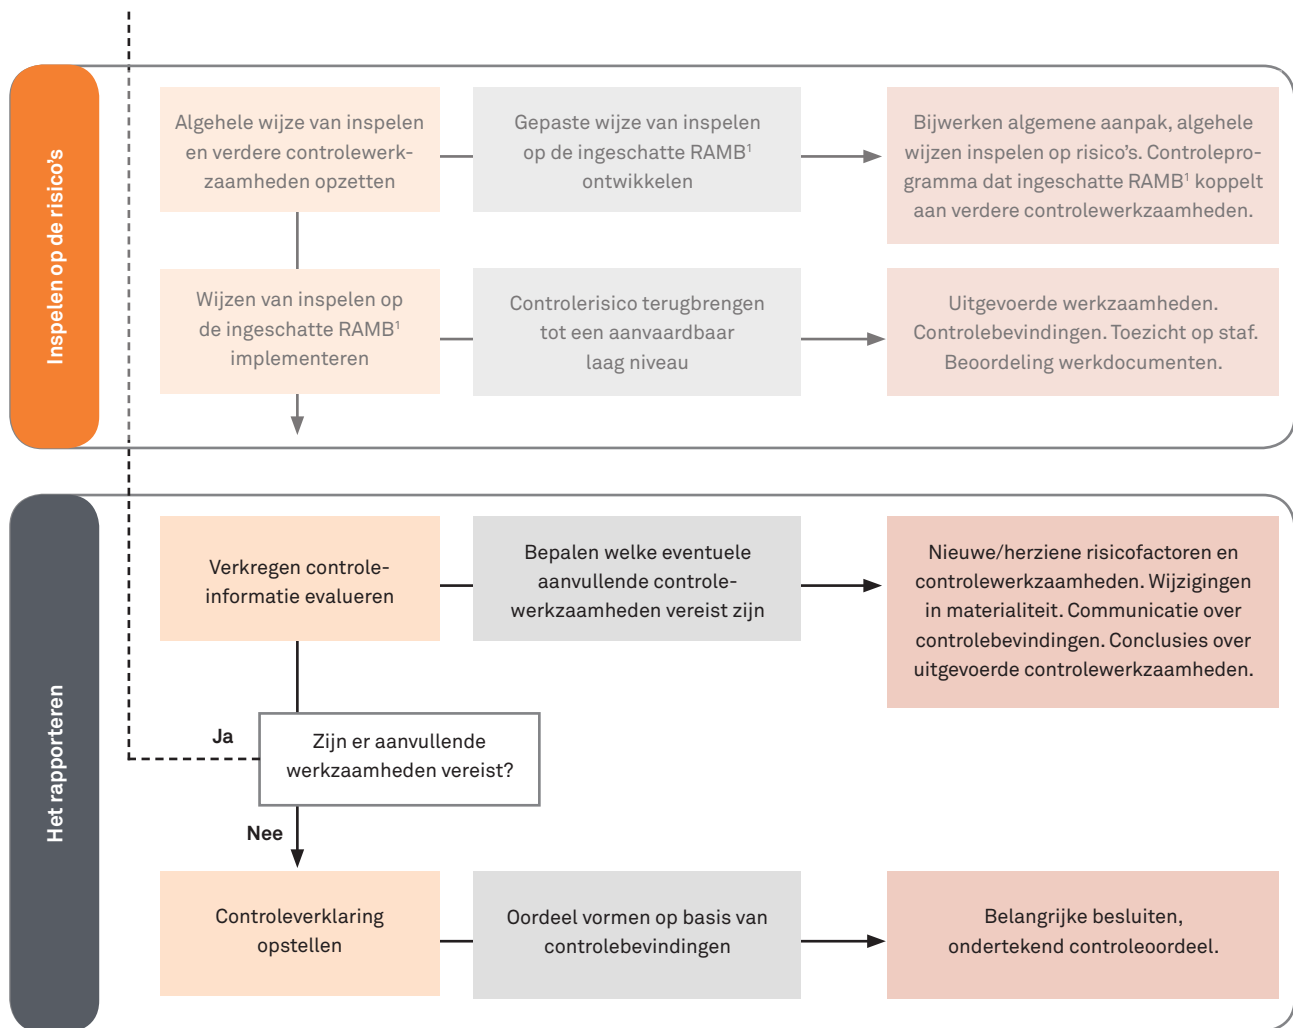 Inspelen op de risico's
Algehele wijze van inspelen
en verdere controlewerk-
zaamheden opzetten
Gepaste wijze van inspelen
op de ingeschatte RAMB¹
ontwikkelen
Bijwerken algemene aanpak, algehele
wijzen inspelen op risico's. Controlepro-
gramma dat ingeschatte RAMB¹ koppelt
aan verdere controlewerkzaamheden.
Wijzen van inspelen op
de ingeschatte RAMB¹
implementeren
Controlerisico terugbrengen
tot een aanvaardbaar
laag niveau
Uitgevoerde werkzaamheden.
Controlebevindingen. Toezicht op staf.
Beoordeling werkdocumenten.
Het rapporteren
Verkregen controle-
informatie evalueren
Bepalen welke eventuele
aanvullende controle-
werkzaamheden vereist zijn
Nieuwe/herziene risicofactoren en
controlewerkzaamheden. Wijzigingen
in materialiteit. Communicatie over
controlebevindingen. Conclusies over
uitgevoerde controlewerkzaamheden.
Ja
Zijn er aanvullende
werkzaamheden vereist?
Nee
Controleverklaring
opstellen
Oordeel vormen op basis van
controlebevindingen
Belangrijke besluiten,
ondertekend controleoordeel.